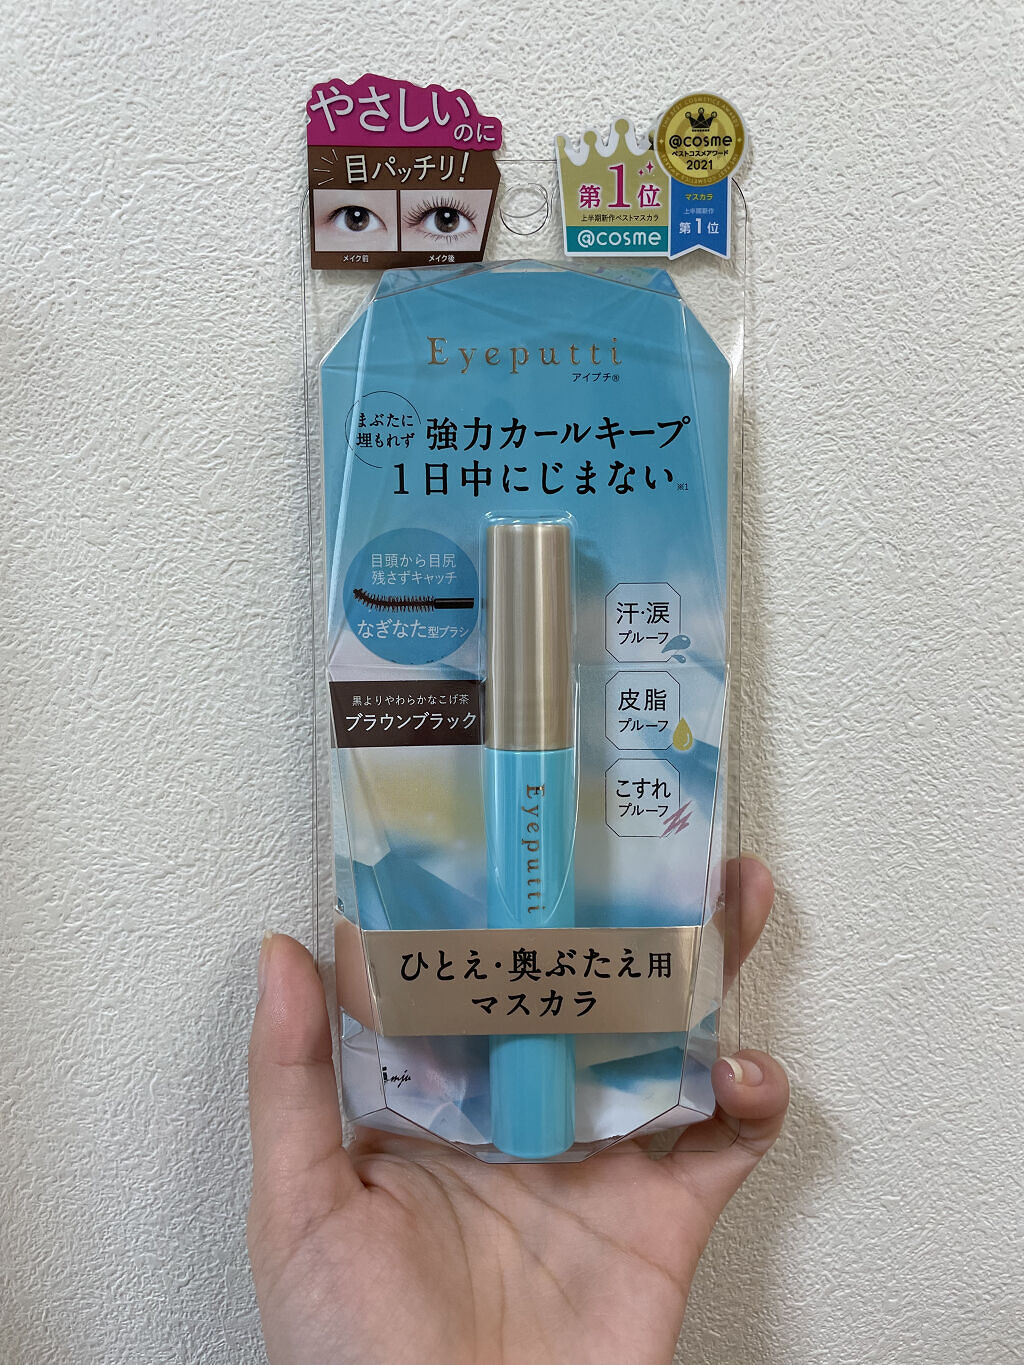 やさしい
のに
目パッチリ!
メイク前
メイク後
第1位
上半期新作ベストマスカラ
@cosme
@cosme
ベストコスメアワード
2021
マスカラ
上半期新作
第1位
Eyeputti
アイプチ®
まぶたに
埋もれず
強力カールキープ
1日中にじまない※1
目頭から目尻
残さずキャッチ
なぎなた型ブラシ
黒よりやわらかなこげ茶
ブラウンブラック
汗・涙
プルーフ
皮脂
プルーフ
こすれ
プルーフ
Eyeputti
ひとえ・奥ぶたえ用
マスカラ
imju